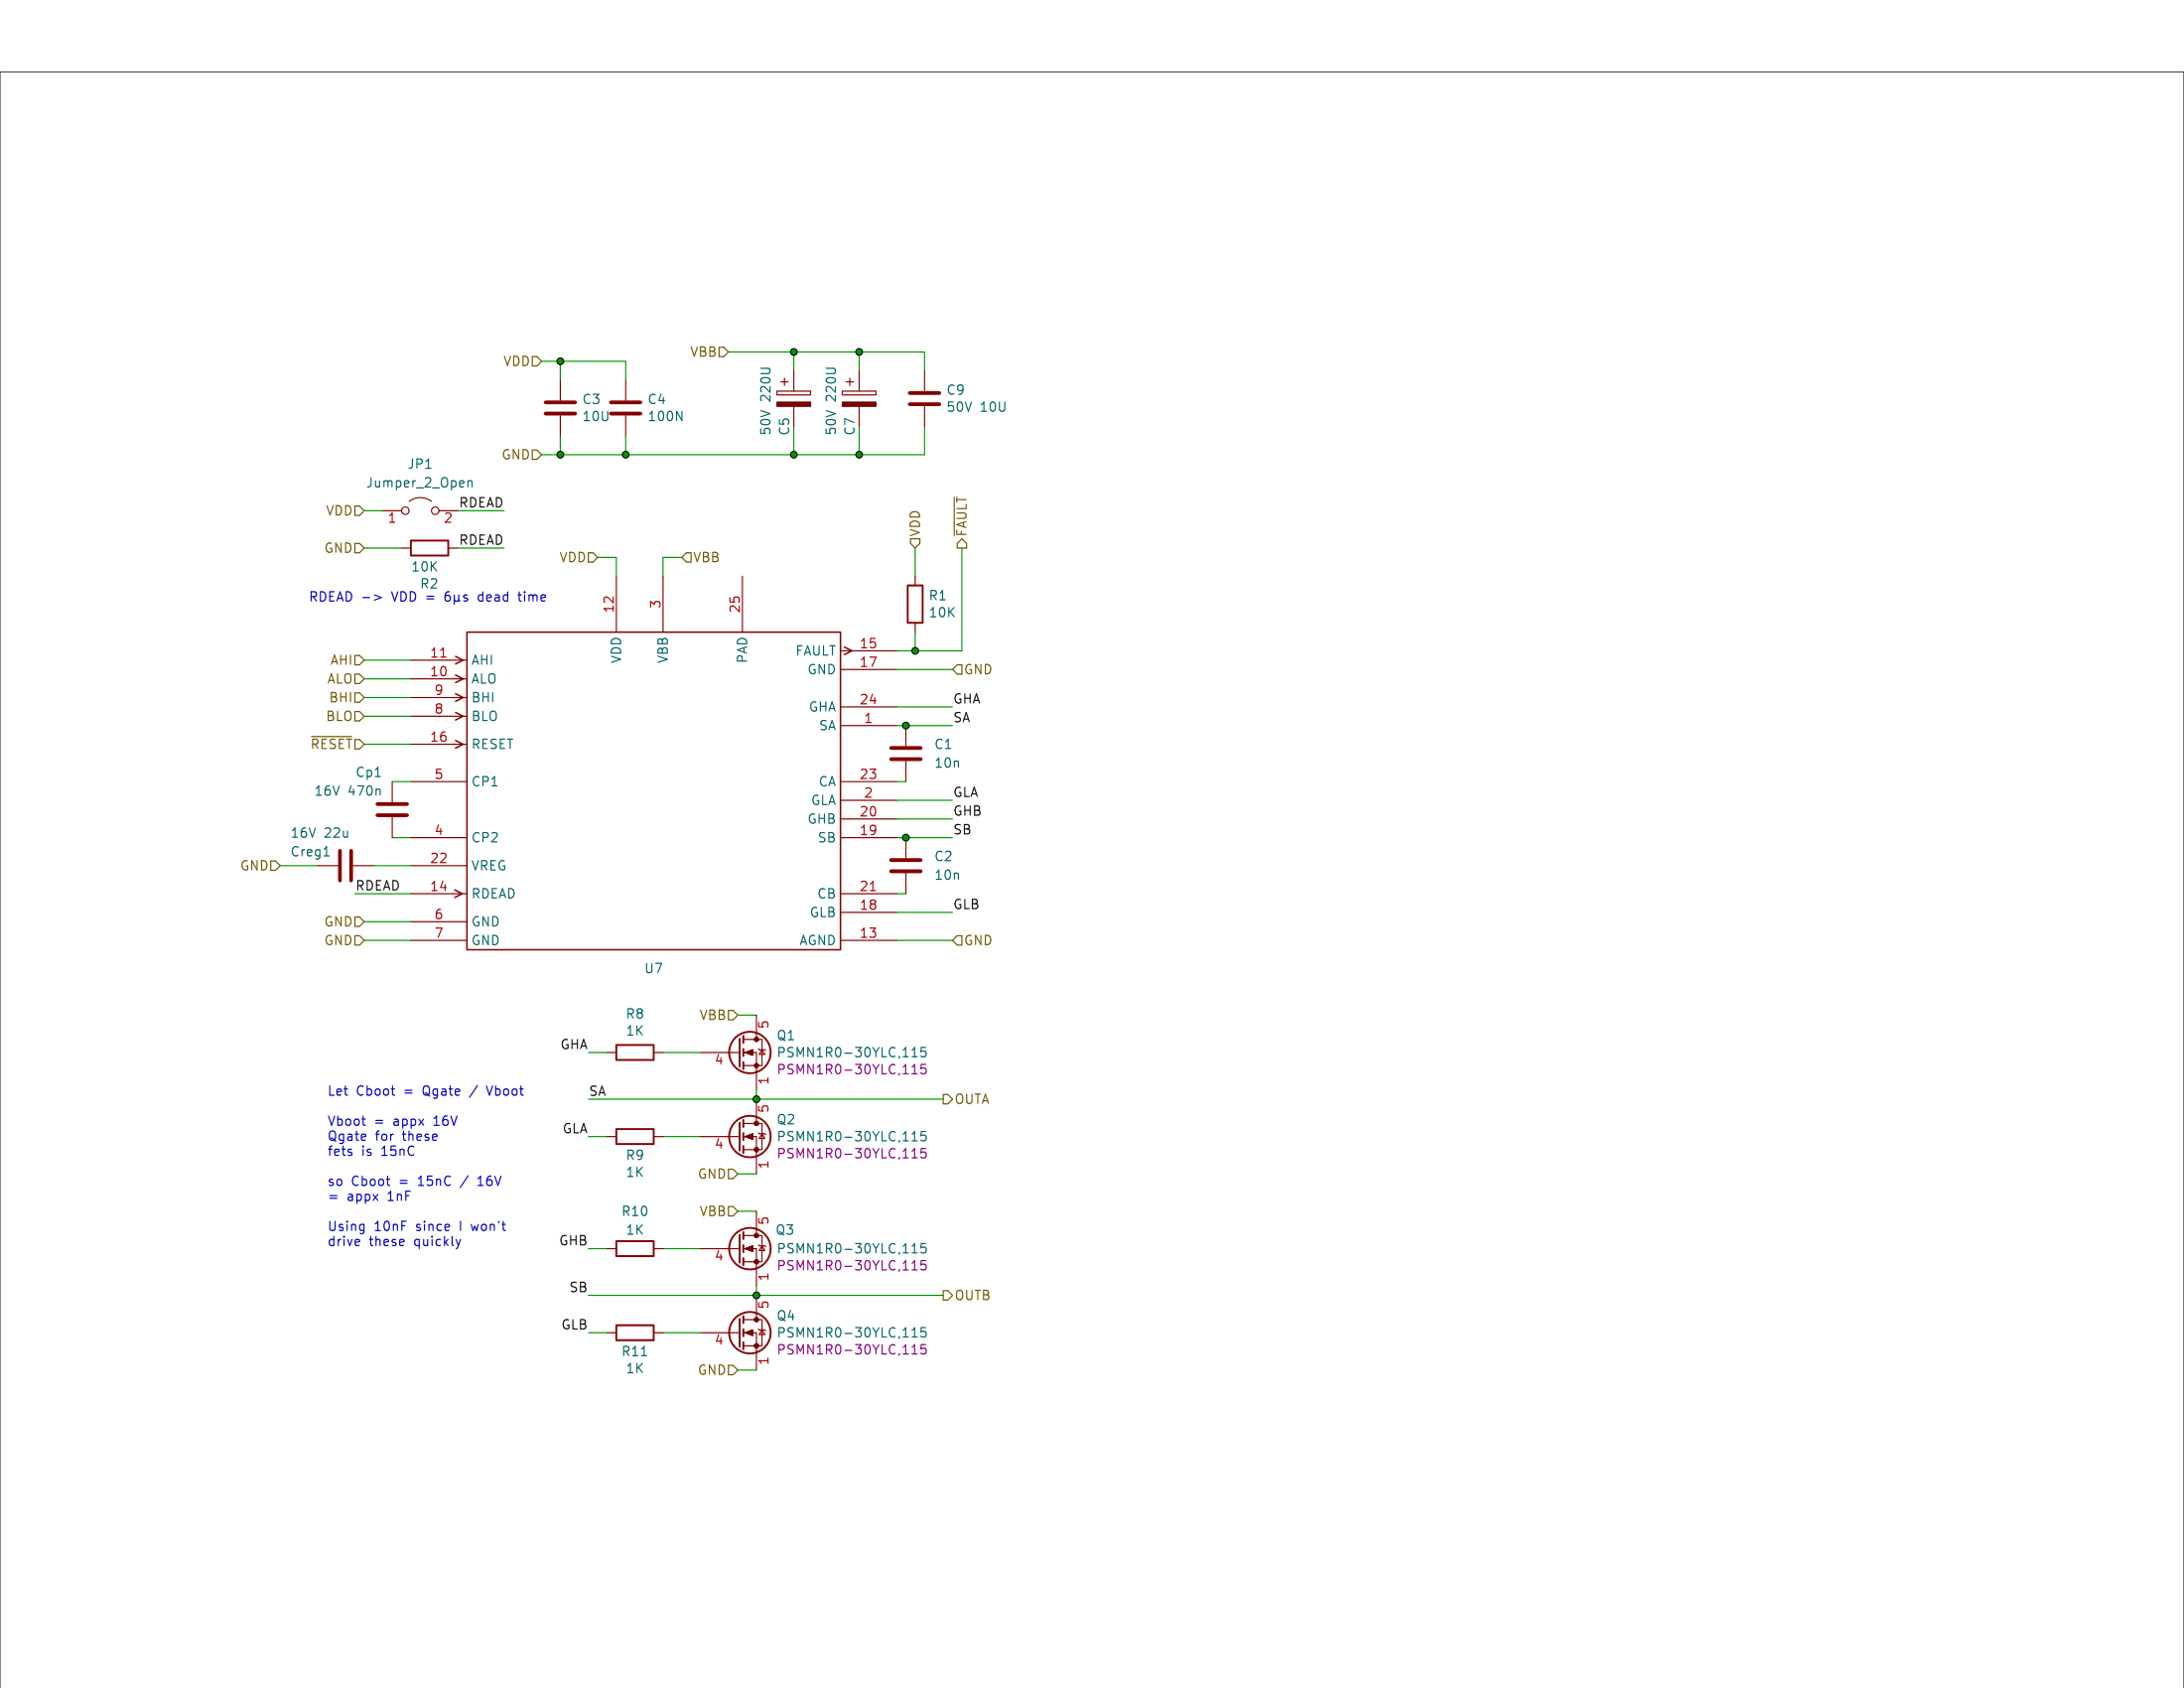 VDD
C3
10U
C4
100N
GND
VBB
50V 220U
C5
50V 220U
C7
C9
50V 10U
JP1
Jumper_2_Open
VDD
1
2
RDEAD
GND
RDEAD
10K
R2
RDEAD -> VDD = 6µs dead time
VDD
VBB
12
3
25
VDD
VBB
PAD
VDD
FAULT
R1
10K
AHI 11 AHI
ALO 10 ALO
BHI 9 BHI
BLO 8 BLO
RESET 16 RESET
Cp1
16V 470n
5 CP1
4 CP2
16V 22u
Creg1
GND 22 VREG
RDEAD 14 RDEAD
GND 6 GND
GND 7 GND
FAULT 15
GND 17 GND
GHA 24 GHA
SA 1 SA
C1
10n
CA 23
GLA 2 GLA
GHB 20 GHB
SB 19 SB
C2
10n
CB 21
GLB 18 GLB
AGND 13 GND
U7
R8
1K
GHA
VBB
5
4
1
Q1
PSMN1R0-30YLC,115
PSMN1R0-30YLC,115
SA
OUTA
GLA
R9
1K
5
4
1
GND
Q2
PSMN1R0-30YLC,115
PSMN1R0-30YLC,115
R10
1K
GHB
VBB
5
4
1
Q3
PSMN1R0-30YLC,115
PSMN1R0-30YLC,115
SB
OUTB
GLB
R11
1K
5
4
1
GND
Q4
PSMN1R0-30YLC,115
PSMN1R0-30YLC,115
Let Cboot = Qgate / Vboot
Vboot = appx 16V
Qgate for these
fets is 15nC
so Cboot = 15nC / 16V
= appx 1nF
Using 10nF since I won't
drive these quickly